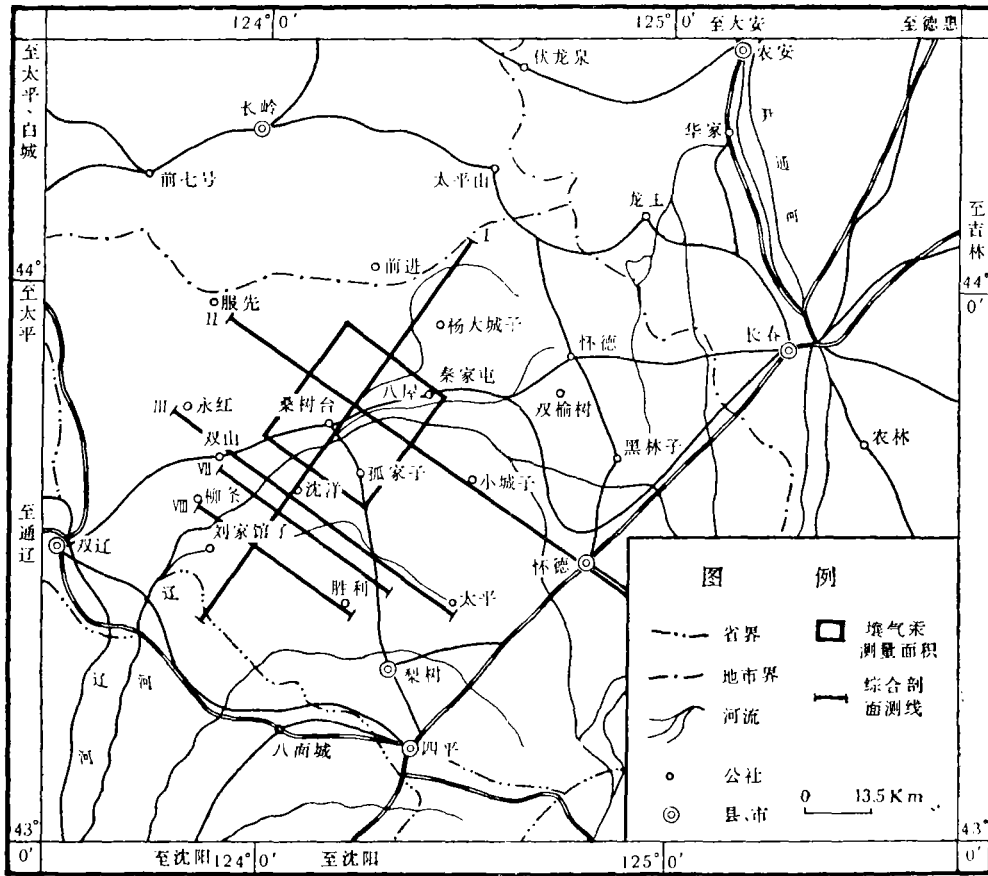 124° 0′
125° 0′
至大安
至德惠
至太平、白城
伏龙泉
农安
长岭
华家
升通河
前七号
太平山
龙王
至吉林
I
前进
44°
44° 0′
至太平
服先
II
杨大城子
怀德
长春
秦家屯
八屋
双榆树
III
永红
桑树台
双山
黑林子
农林
VII
孤家子
小城子
沈洋
VIII
柳条
至通辽
双辽
刘家馆子
怀德
辽
胜利
太平
梨树
辽河
河
八面城
四平
图 例
省界
地市界
河流
公社
县、市
壤气汞
测量面积
综合剖
面测线
0 13.5Km
43° 0′
43° 0′
至沈阳
124° 0′
至沈阳
125° 0′